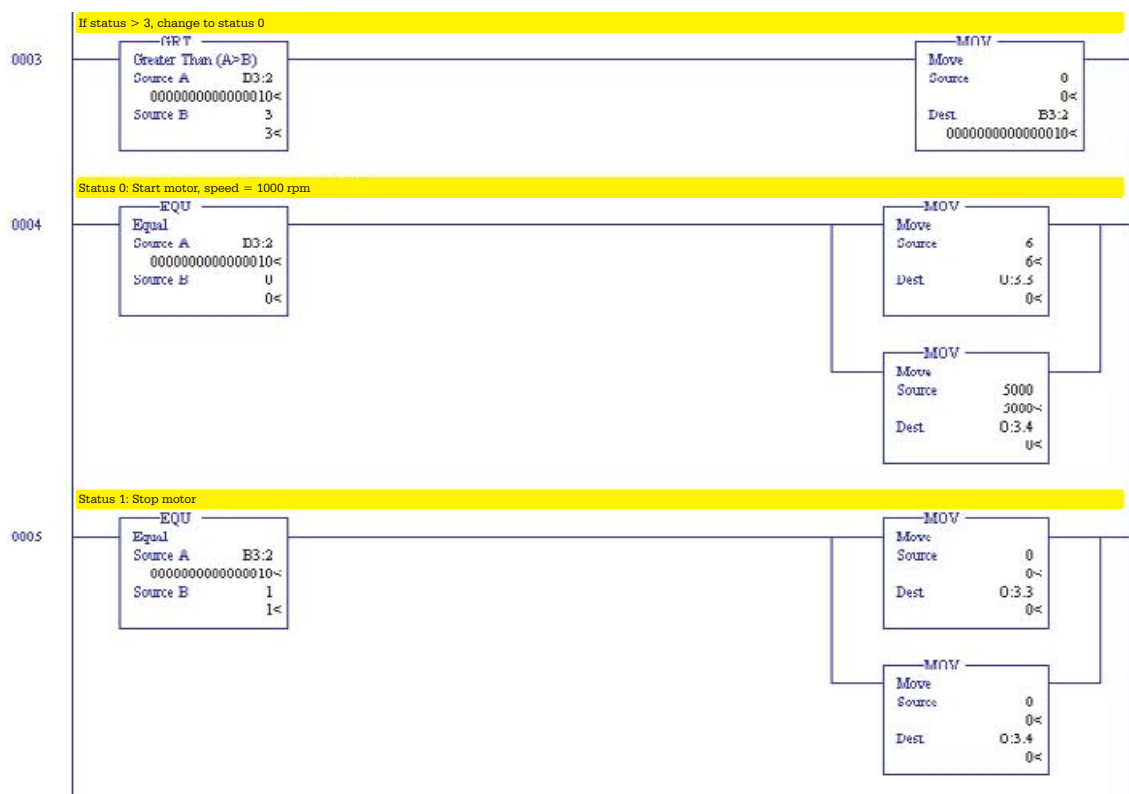 If status > 3, change to status 0
0003
GRT
MOV
Greater Than (A>B)
Move
Source A B3:2
Source 0
0000000000000010<
0<
Source B 3
Dest B3:2
3<
0000000000000010<
Status 0: Start motor, speed = 1000 rpm
0004
EQU
MOV
Equal
Move
Source A B3:2
Source 6
0000000000000010<
6<
Source B 0
Dest O:3.3
0<
0<
MOV
Move
Source 5000
5000<
Dest O:3.4
0<
Status 1: Stop motor
0005
EQU
MOV
Equal
Move
Source A B3:2
Source 0
0000000000000010<
0<
Source B 1
Dest O:3.3
1<
0<
MOV
Move
Source 0
0<
Dest O:3.4
0<